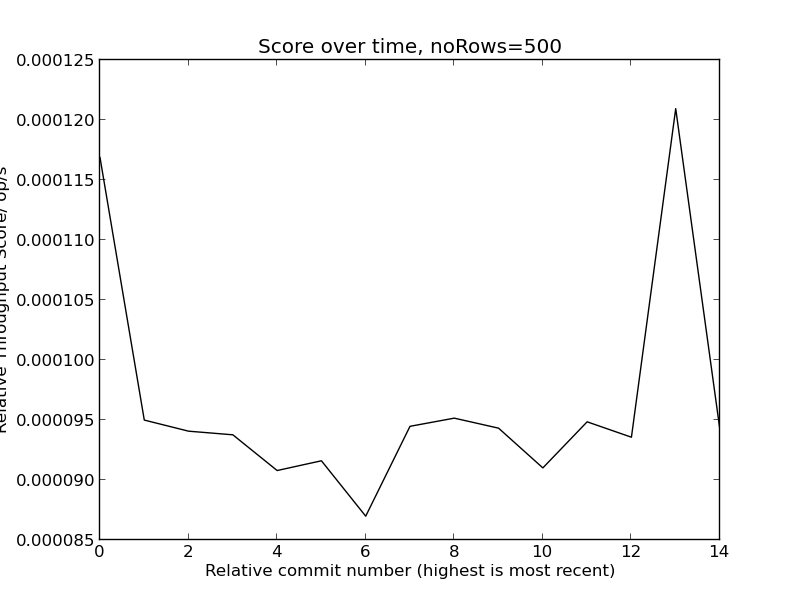 Score over time, noRows=500
0.000125
0.000120
0.000115
0.000110
0.000105
0.000100
0.000095
0.000090
0.000085
Relative Throughput Score/ op/s
0 2 4 6 8 10 12 14
Relative commit number (highest is most recent)